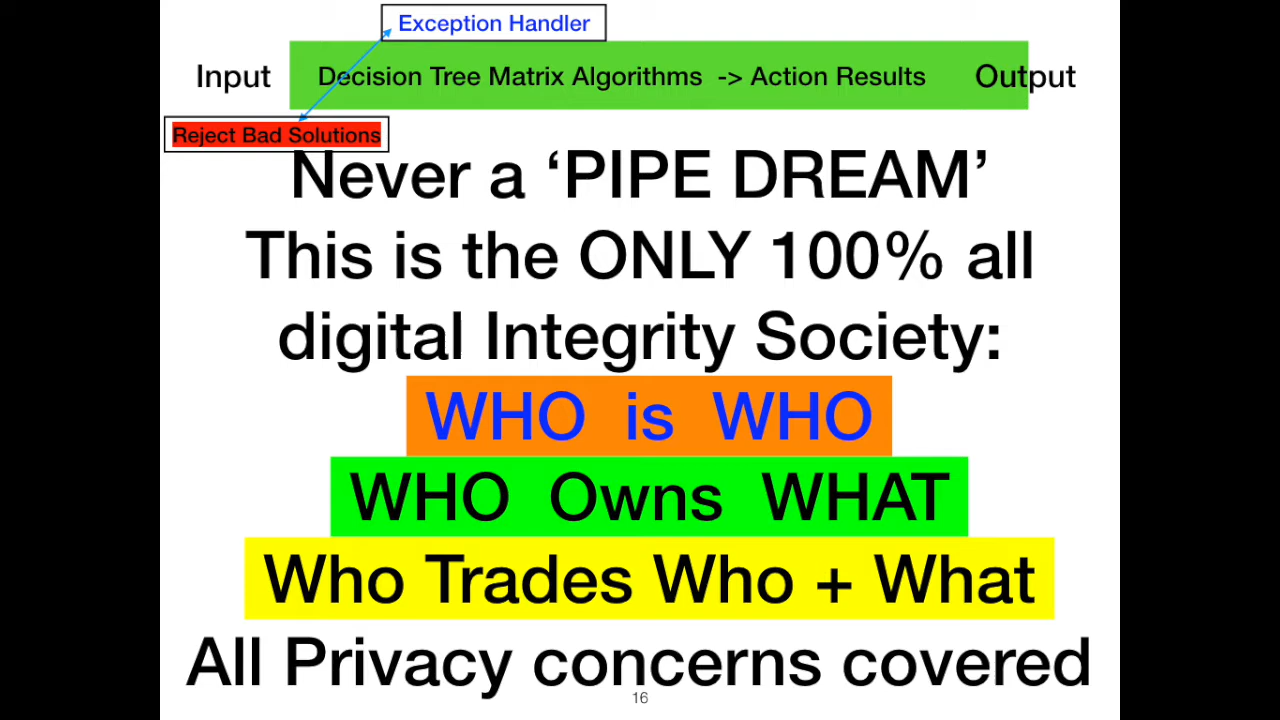 Exception Handler
Input Decision Tree Matrix Algorithms -> Action Results Output
Reject Bad Solutions
Never a ‘PIPE DREAM’
This is the ONLY 100% all
digital Integrity Society:
WHO is WHO
WHO Owns WHAT
Who Trades Who + What
All Privacy concerns covered
16